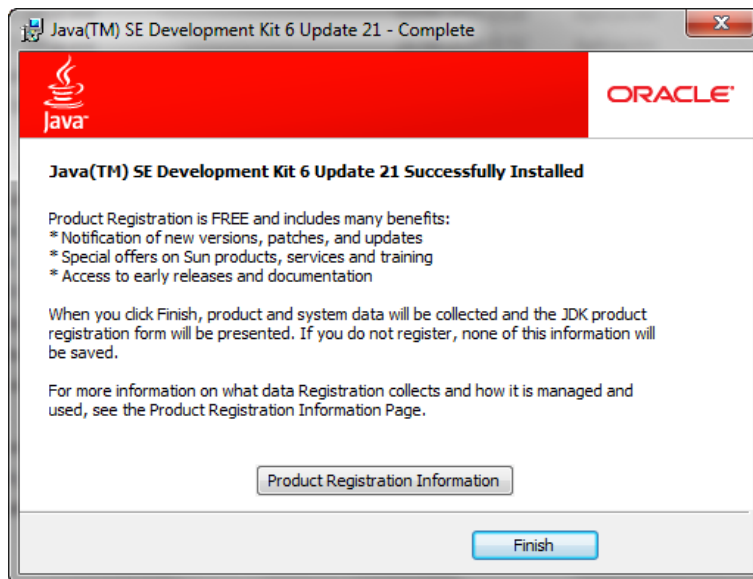 Java(TM) SE Development Kit 6 Update 21 - Complete
Java™
ORACLE®
Java(TM) SE Development Kit 6 Update 21 Successfully Installed
Product Registration is FREE and includes many benefits:
* Notification of new versions, patches, and updates
* Special offers on Sun products, services and training
* Access to early releases and documentation
When you click Finish, product and system data will be collected and the JDK product
registration form will be presented. If you do not register, none of this information will
be saved.
For more information on what data Registration collects and how it is managed and
used, see the Product Registration Information Page.
Product Registration Information
Finish